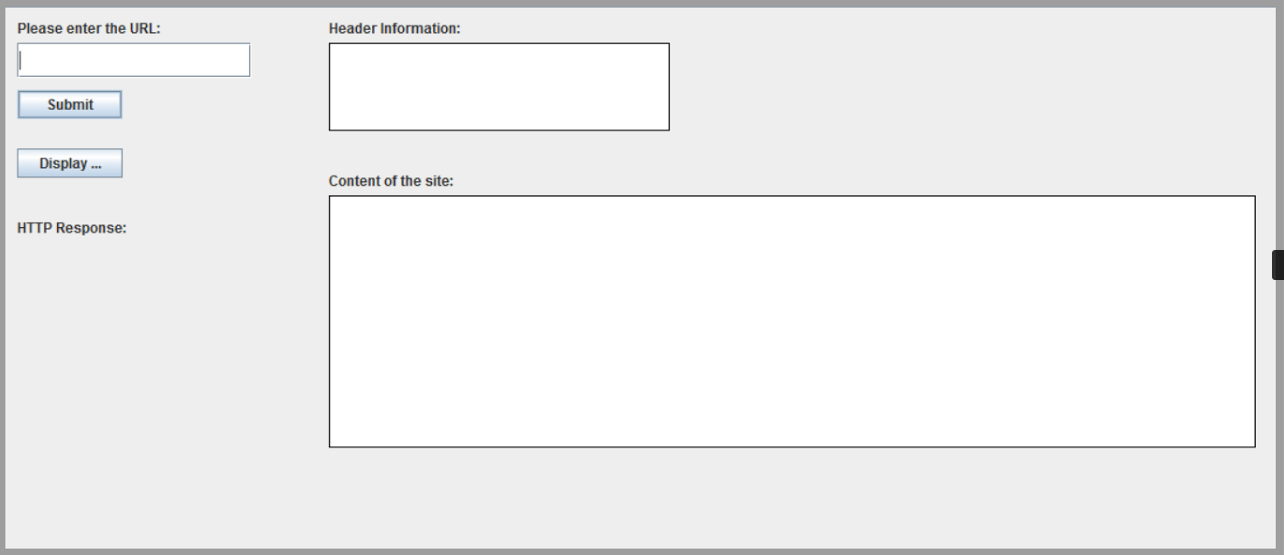 Please enter the URL:
Submit
Display ...
HTTP Response:
Header Information:
Content of the site: